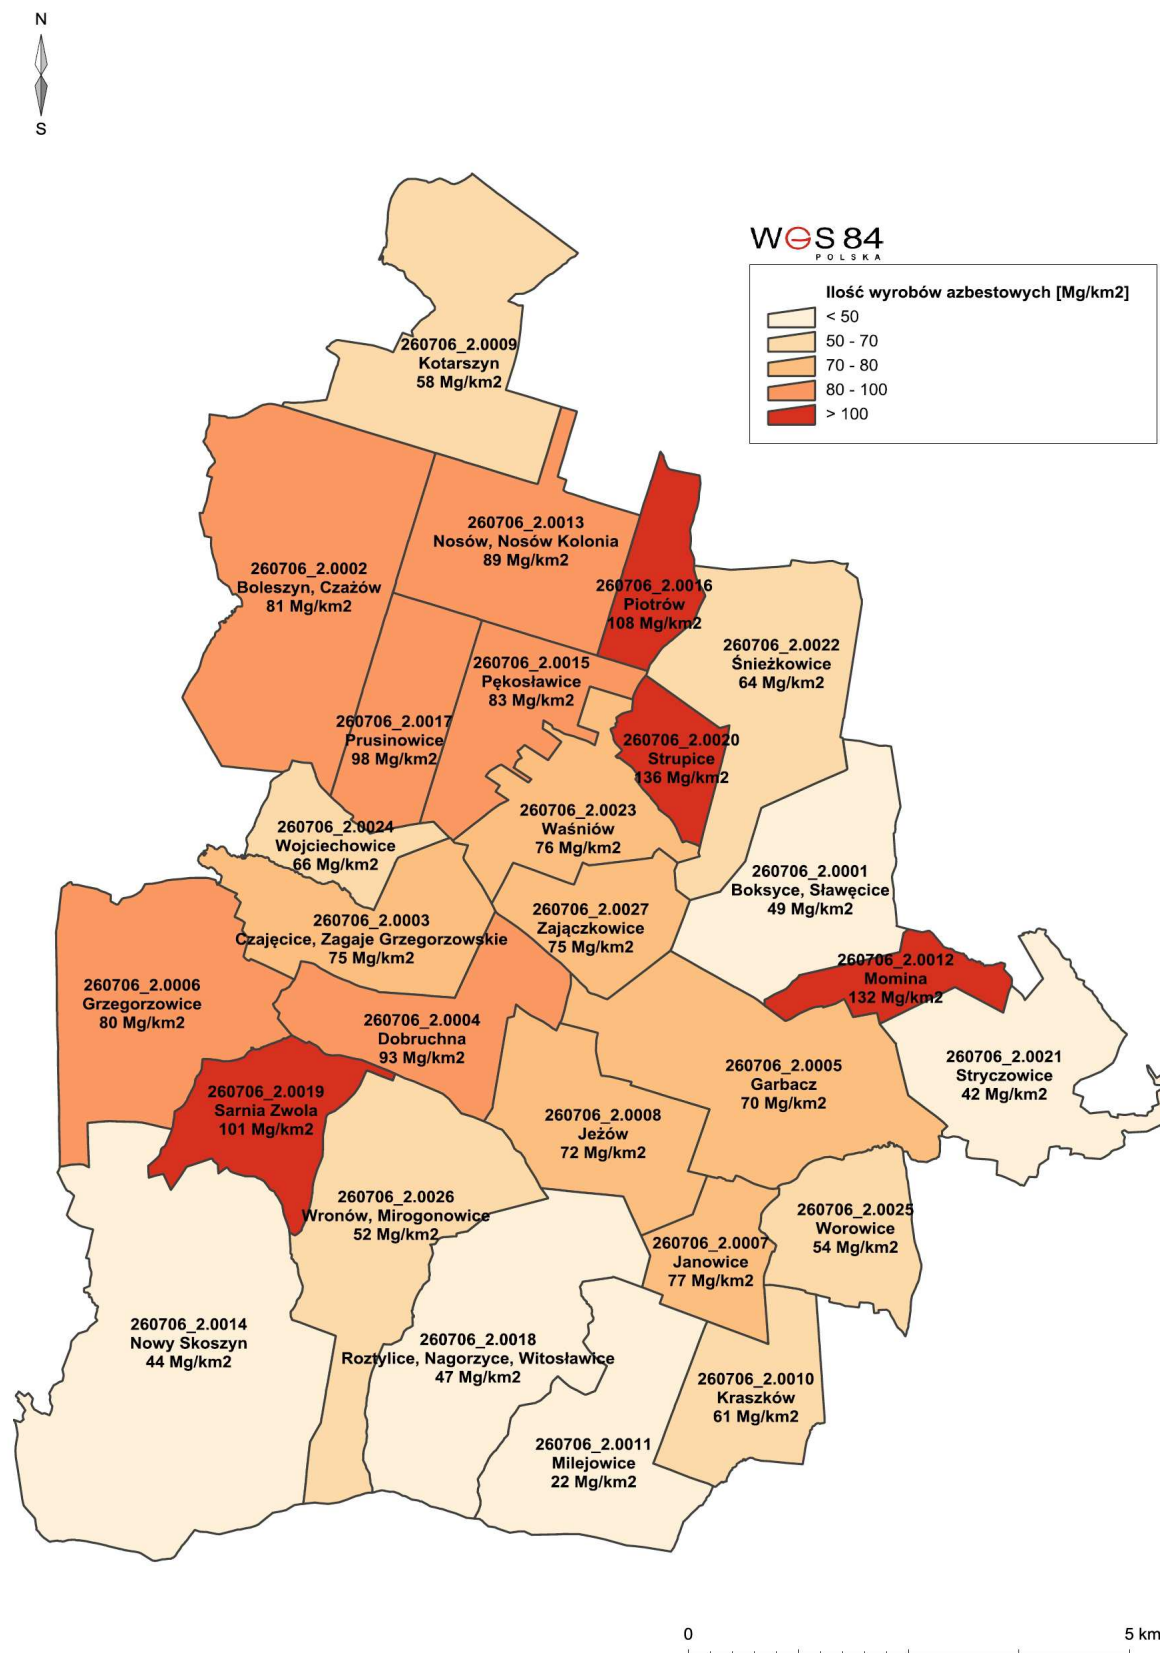 N
S
WGS 84
POLSKA
Ilość wyrobów azbestowych [Mg/km2]
< 50
50 - 70
70 - 80
80 - 100
> 100
260706_2.0009
Kotarszyn
58 Mg/km2
260706_2.0013
Nosów, Nosów Kolonia
89 Mg/km2
260706_2.0002
Boleszyn, Czażów
81 Mg/km2
260706_2.0016
Piotrów
108 Mg/km2
260706_2.0022
Śnieżkowice
64 Mg/km2
260706_2.0015
Pękosławice
83 Mg/km2
260706_2.0017
Prusinowice
98 Mg/km2
260706_2.0020
Strupice
136 Mg/km2
260706_2.0023
Waśniów
76 Mg/km2
260706_2.0024
Wojciechowice
66 Mg/km2
260706_2.0001
Boksyce, Sławęcice
49 Mg/km2
260706_2.0027
Zajączkowice
75 Mg/km2
260706_2.0003
Czajęcice, Zagaje Grzegorzowskie
75 Mg/km2
260706_2.0012
Momina
132 Mg/km2
260706_2.0006
Grzegorzowice
80 Mg/km2
260706_2.0004
Dobruchna
93 Mg/km2
260706_2.0021
Stryczowice
42 Mg/km2
260706_2.0005
Garbacz
70 Mg/km2
260706_2.0019
Sarnia Zwola
101 Mg/km2
260706_2.0008
Jeżów
72 Mg/km2
260706_2.0026
Wronów, Mirogonowice
52 Mg/km2
260706_2.0025
Worowice
54 Mg/km2
260706_2.0007
Janowice
77 Mg/km2
260706_2.0014
Nowy Skoszyn
44 Mg/km2
260706_2.0018
Roztylice, Nagorzyce, Witosławice
47 Mg/km2
260706_2.0010
Kraszków
61 Mg/km2
260706_2.0011
Milejowice
22 Mg/km2
0
5 km